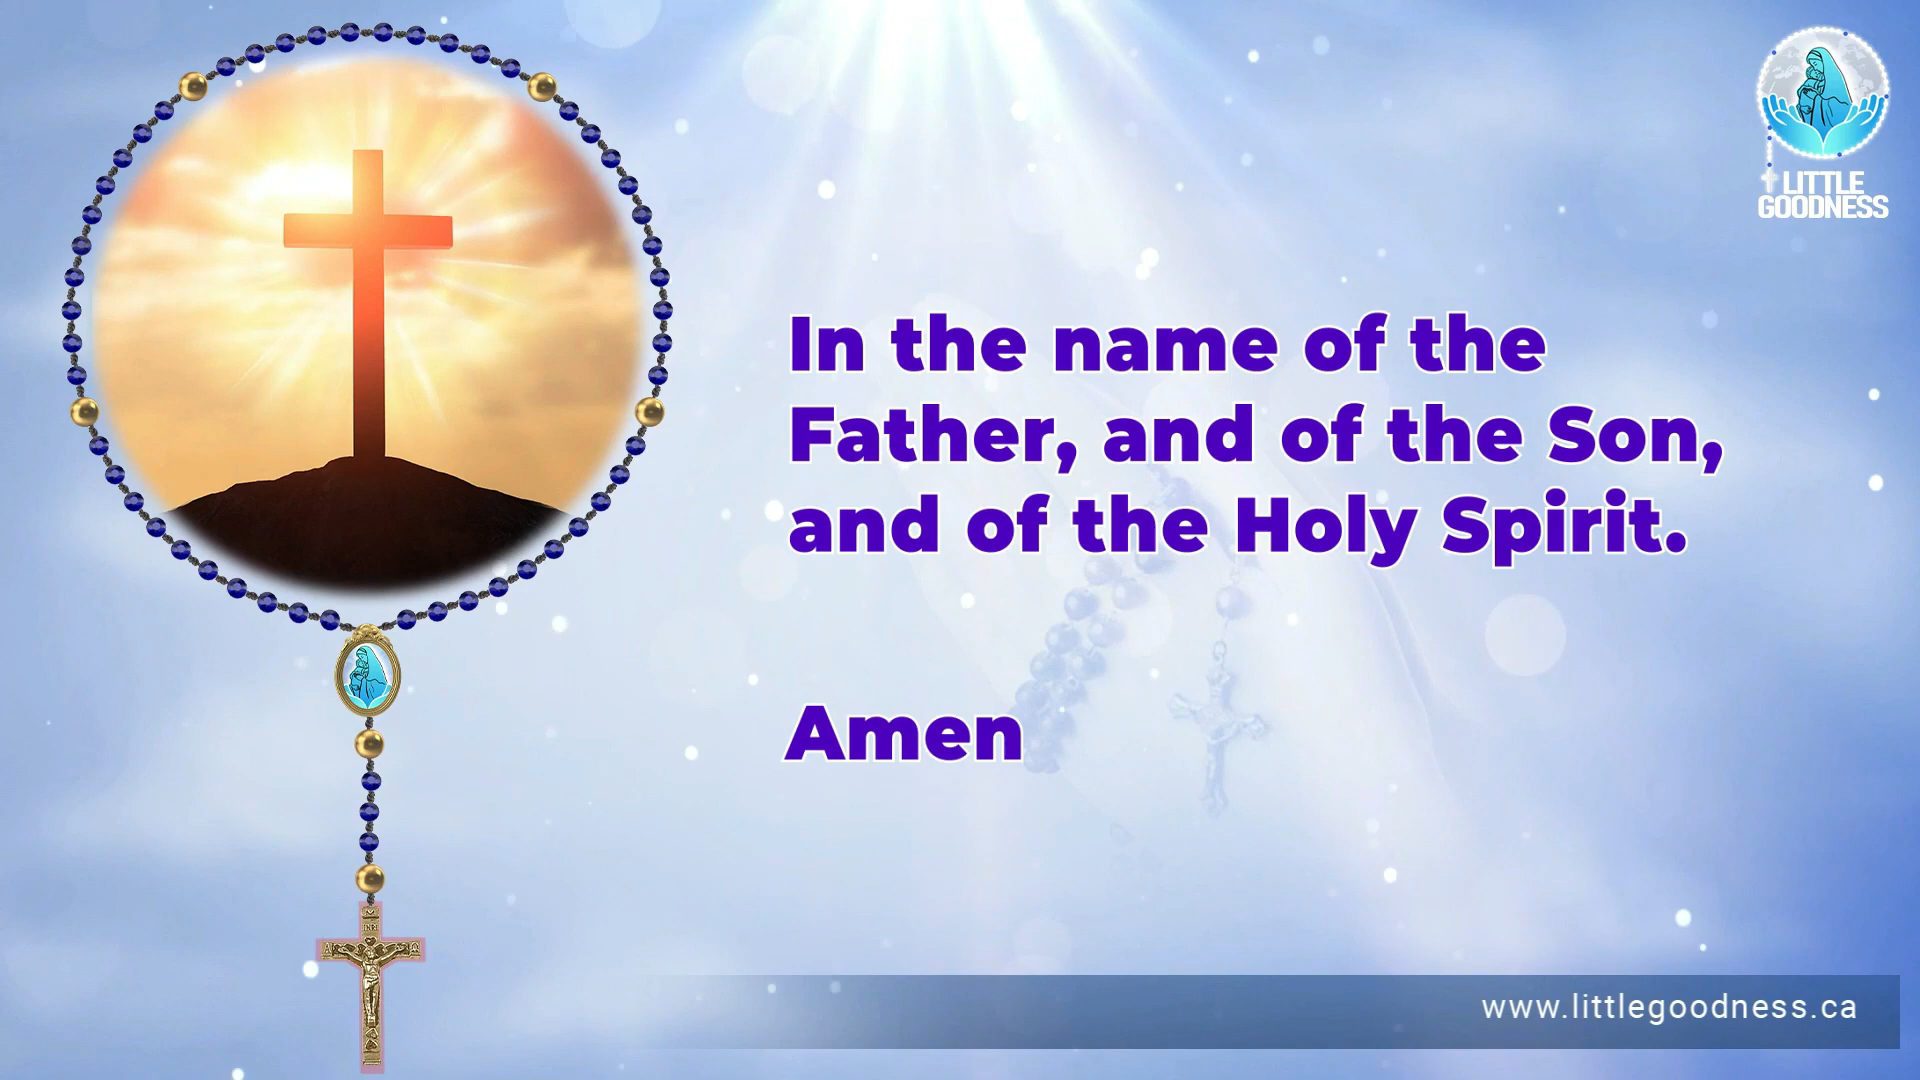 LITTLE
GOODNESS
In the name of the
Father, and of the Son,
and of the Holy Spirit.
Amen
INRI
www.littlegoodness.ca